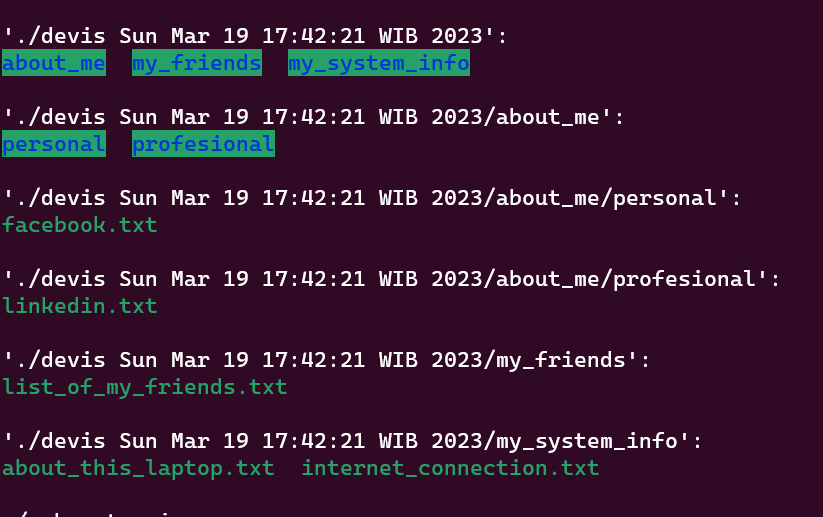 './devis Sun Mar 19 17:42:21 WIB 2023':
about_me  my_friends  my_system_info
'./devis Sun Mar 19 17:42:21 WIB 2023/about_me':
personal  profesional
'./devis Sun Mar 19 17:42:21 WIB 2023/about_me/personal':
facebook.txt
'./devis Sun Mar 19 17:42:21 WIB 2023/about_me/profesional':
linkedin.txt
'./devis Sun Mar 19 17:42:21 WIB 2023/my_friends':
list_of_my_friends.txt
'./devis Sun Mar 19 17:42:21 WIB 2023/my_system_info':
about_this_laptop.txt  internet_connection.txt